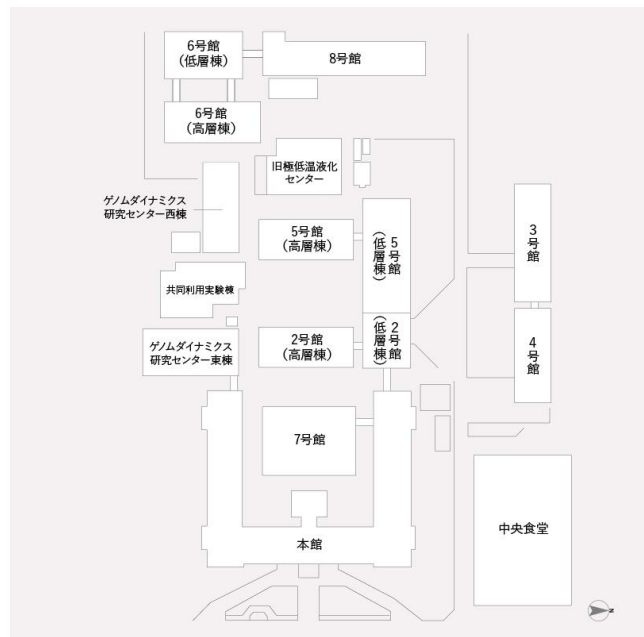 6号館
(低層棟)
8号館
6号館
(高層棟)
旧極低温液化
センター
ゲノムダイナミクス
研究センター西棟
5号館
(高層棟)
5号館
(低層棟)
3号館
共同利用実験棟
ゲノムダイナミクス
研究センター東棟
2号館
(高層棟)
2号館
(低層棟)
4号館
7号館
本館
中央食堂
N